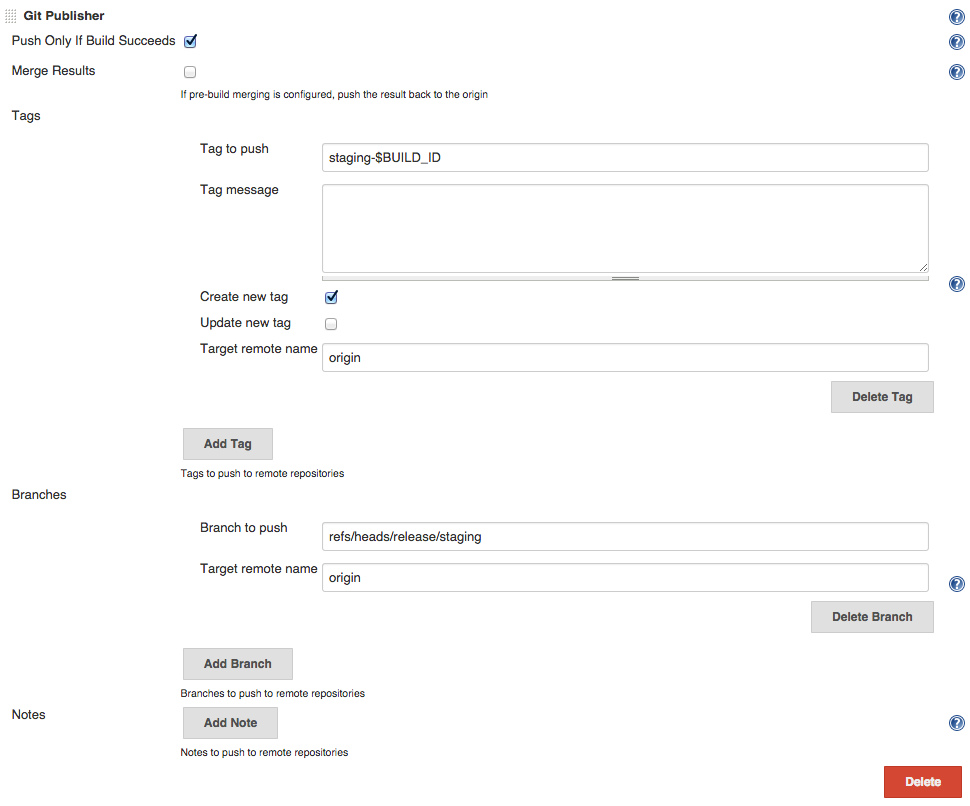 Git Publisher
Push Only If Build Succeeds
Merge Results
If pre-build merging is configured, push the result back to the origin
Tags
Tag to push staging-$BUILD_ID
Tag message
Create new tag
Update new tag
Target remote name origin
Delete Tag
Add Tag
Tags to push to remote repositories
Branches
Branch to push refs/heads/release/staging
Target remote name origin
Delete Branch
Add Branch
Branches to push to remote repositories
Notes Add Note
Notes to push to remote repositories
Delete